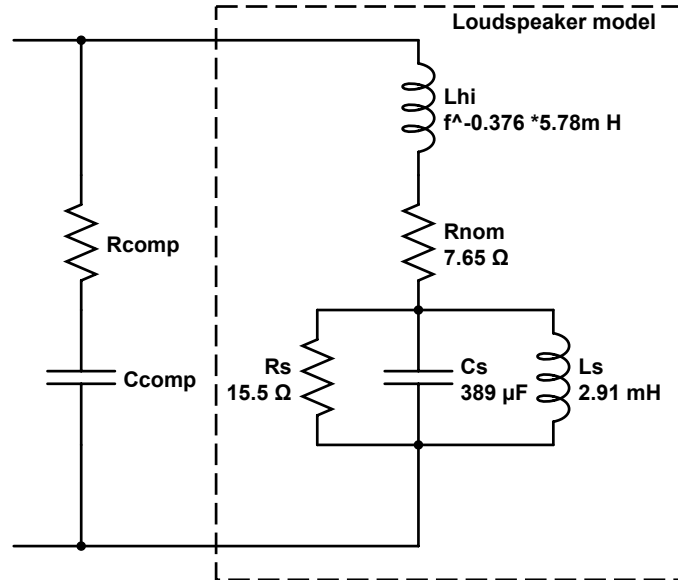 Loudspeaker model
Lhi
f^-0.376 *5.78m H
Rcomp
Rnom
7.65 Ω
Ccomp
Rs
15.5 Ω
Cs
389 µF
Ls
2.91 mH